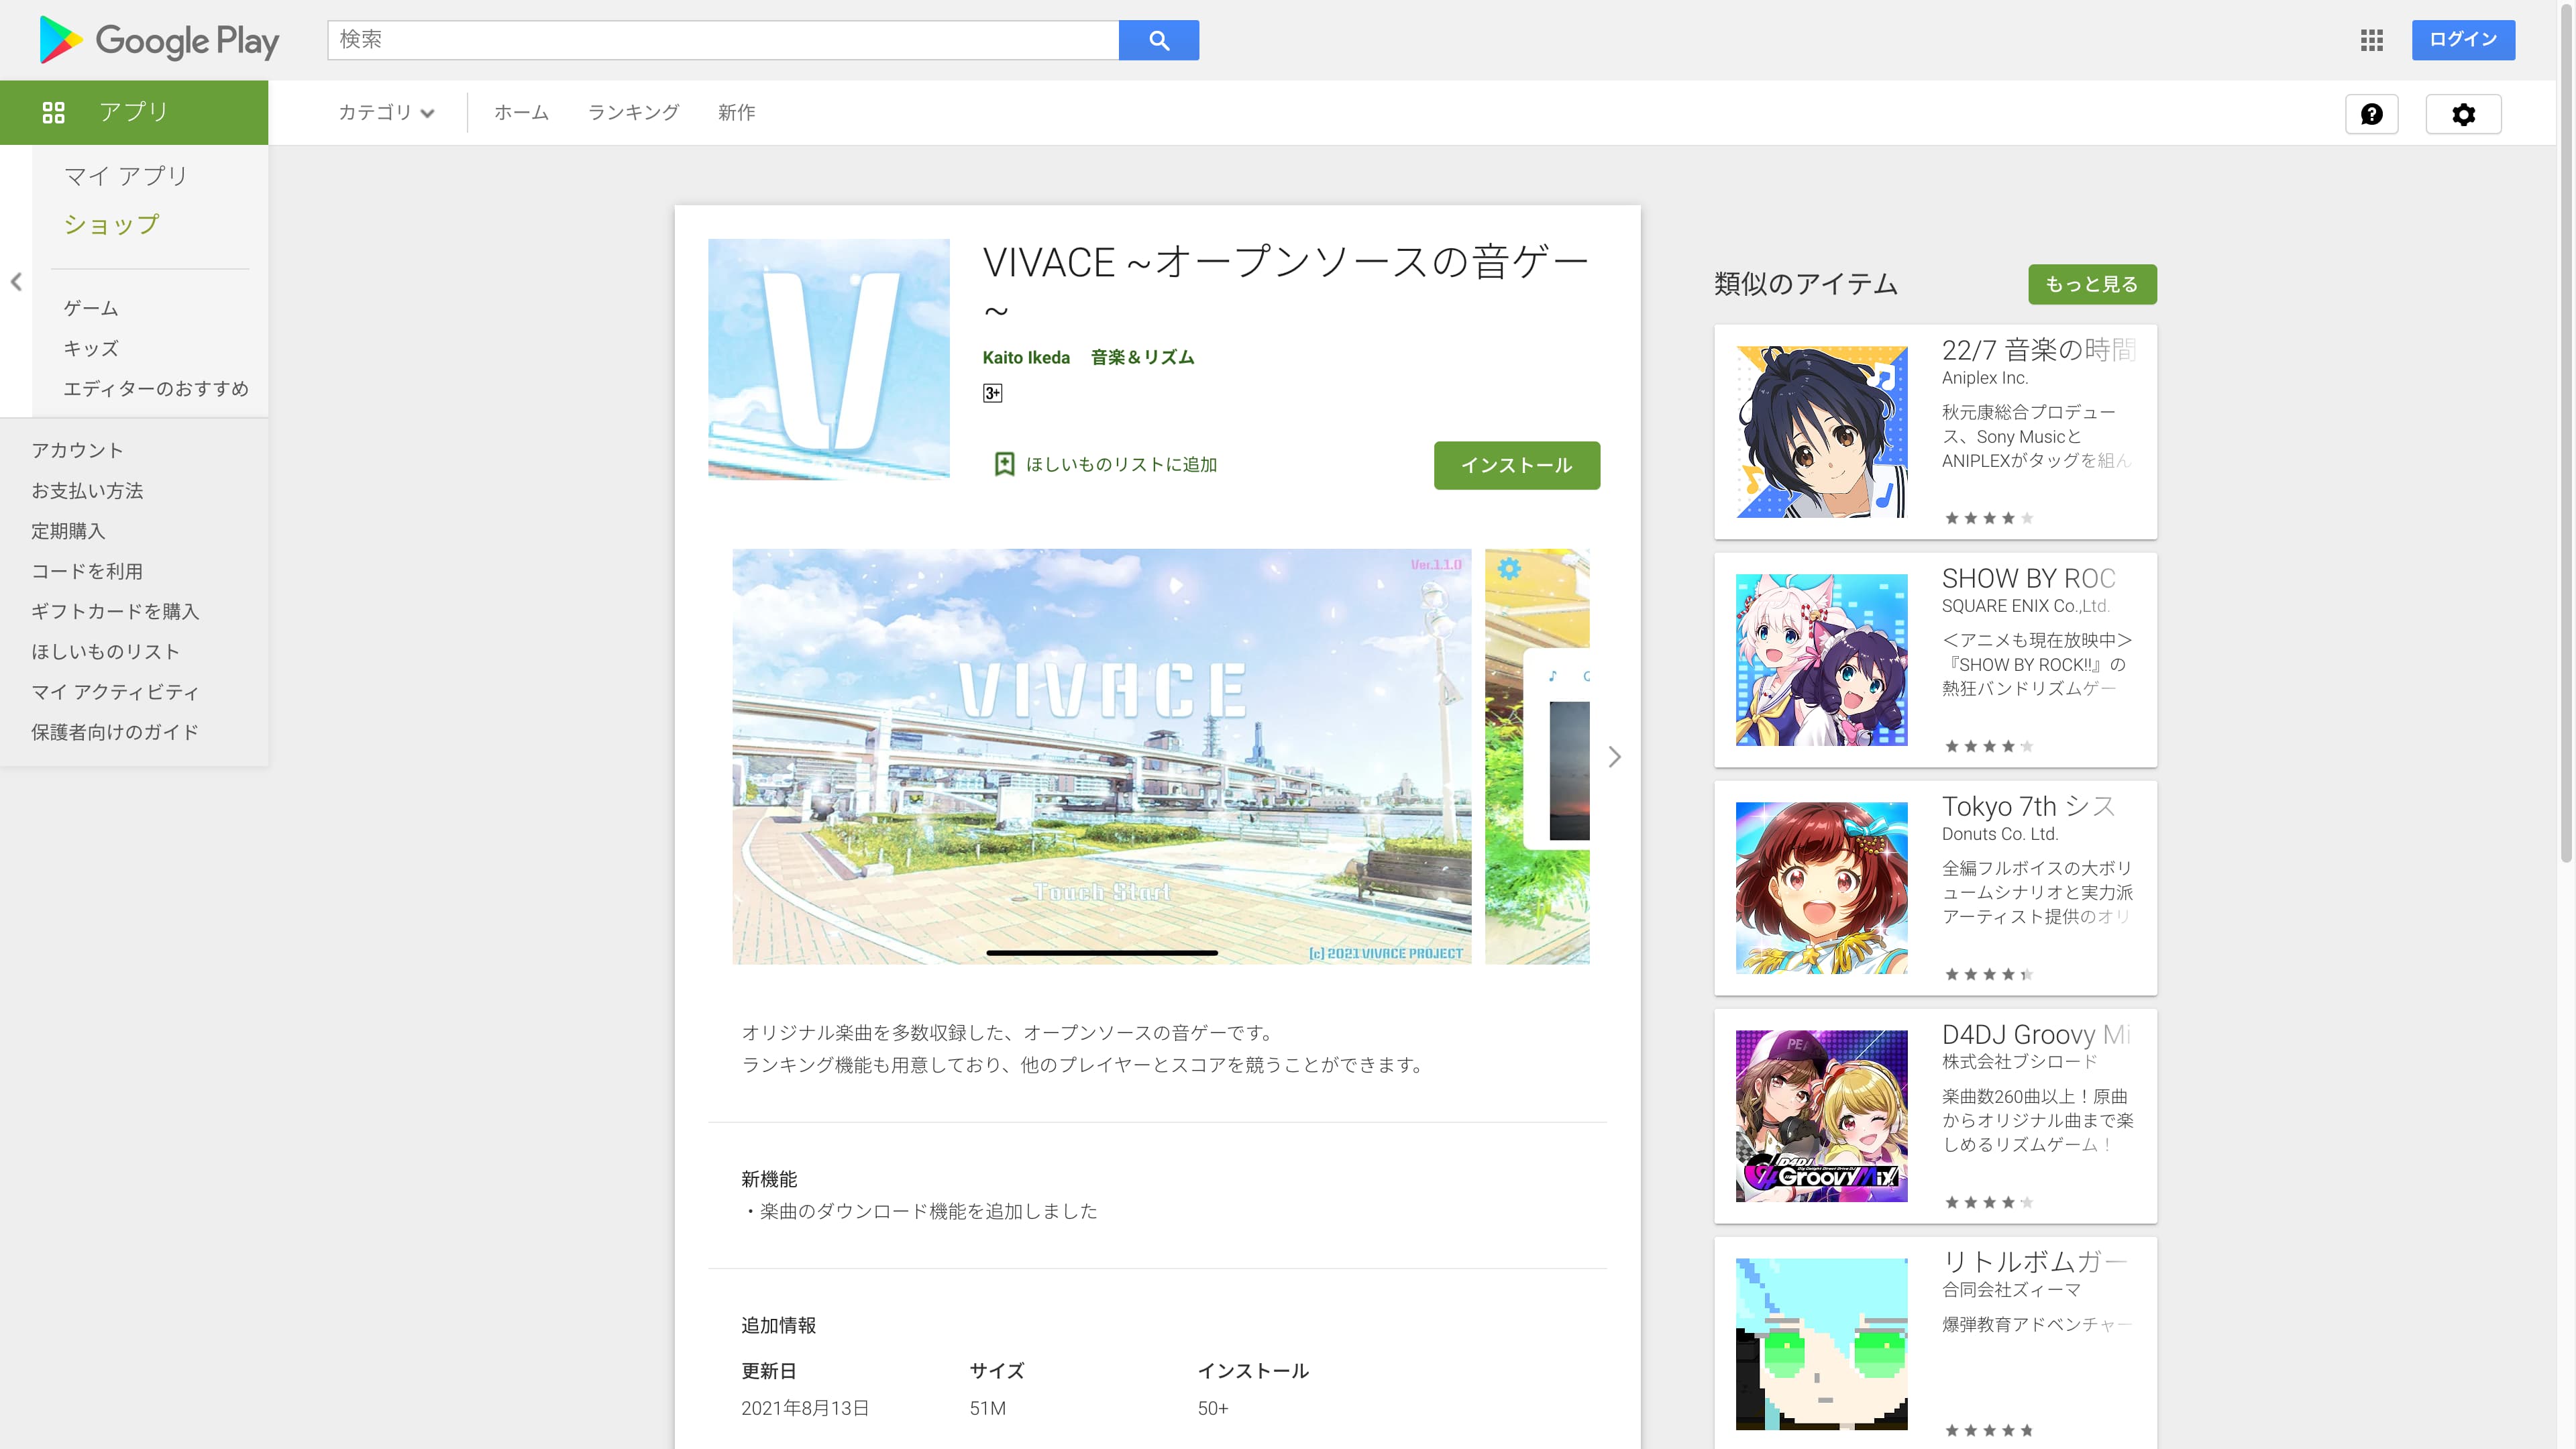 Google Play
検索
ログイン
アプリ
カテゴリ
ホーム
ランキング
新作
マイ アプリ
ショップ
ゲーム
キッズ
エディターのおすすめ
アカウント
お支払い方法
定期購入
コードを利用
ギフトカードを購入
ほしいものリスト
マイ アクティビティ
保護者向けのガイド
V
VIVACE ~オープンソースの音ゲー
~
Kaito Ikeda 音楽＆リズム
3+
ほしいものリストに追加
インストール
Ver.1.1.0
VIVACE
Touch Start
(c) 2021 VIVACE PROJECT
オリジナル楽曲を多数収録した、オープンソースの音ゲーです。
ランキング機能も用意しており、他のプレイヤーとスコアを競うことができます。
新機能
・楽曲のダウンロード機能を追加しました
追加情報
更新日 サイズ インストール
2021年8月13日 51M 50+
類似のアイテム
もっと見る
22/7 音楽の時間
Aniplex Inc.
秋元康総合プロデュー
ス、Sony Musicと
ANIPLEXがタッグを組ん
SHOW BY ROC
SQUARE ENIX Co.,Ltd.
＜アニメも現在放映中＞
『SHOW BY ROCK!!』の
熱狂バンドリズムゲー
Tokyo 7th シス
Donuts Co. Ltd.
全編フルボイスの大ボリ
ュームシナリオと実力派
アーティスト提供のオリ
D4DJ Groovy Mi
株式会社ブシロード
楽曲数260曲以上！原曲
からオリジナル曲まで楽
しめるリズムゲーム！
D4DJ
GroovyMix
リトルボムガー
合同会社ズィーマ
爆弾教育アドベンチャー